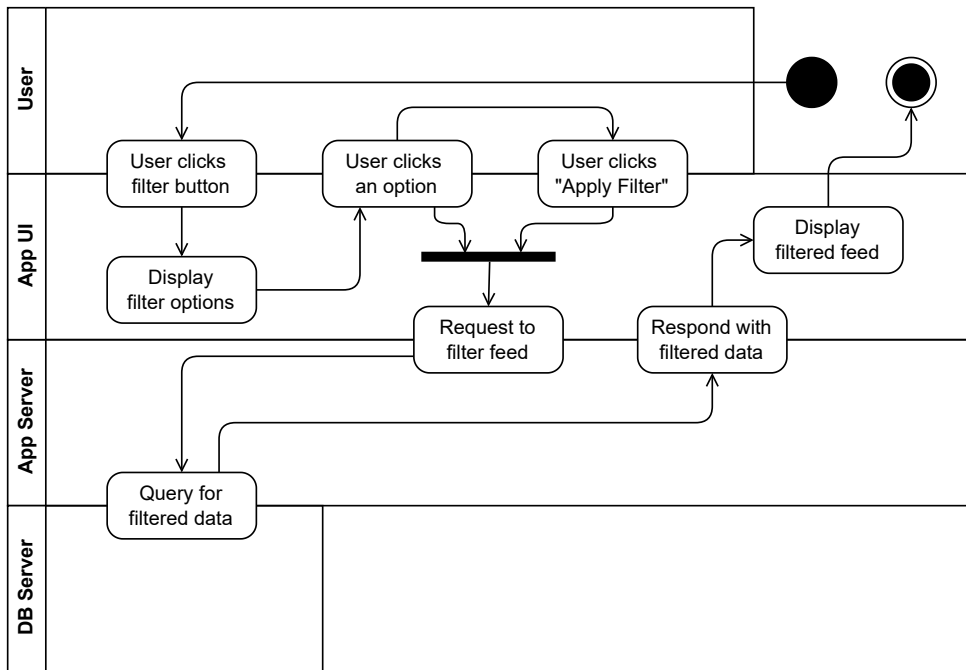 User
User clicks
filter button
User clicks
an option
User clicks
"Apply Filter"
App UI
Display
filter options
Display
filtered feed
Request to
filter feed
Respond with
filtered data
App Server
Query for
filtered data
DB Server